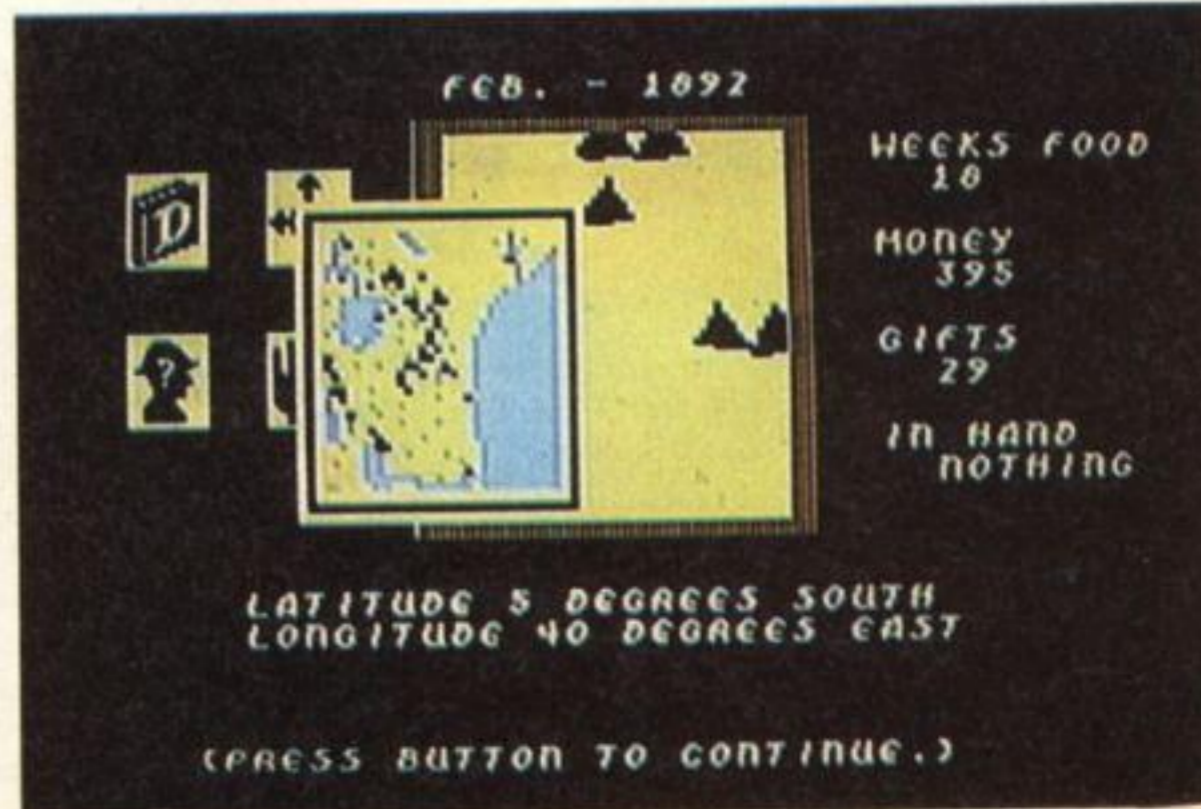 FEB. - 1892
WEEKS FOOD
18
D
MONEY
395
GIFTS
29
?
IN HAND
NOTHING
LATITUDE 5 DEGREES SOUTH
LONGITUDE 40 DEGREES EAST
(PRESS BUTTON TO CONTINUE.)